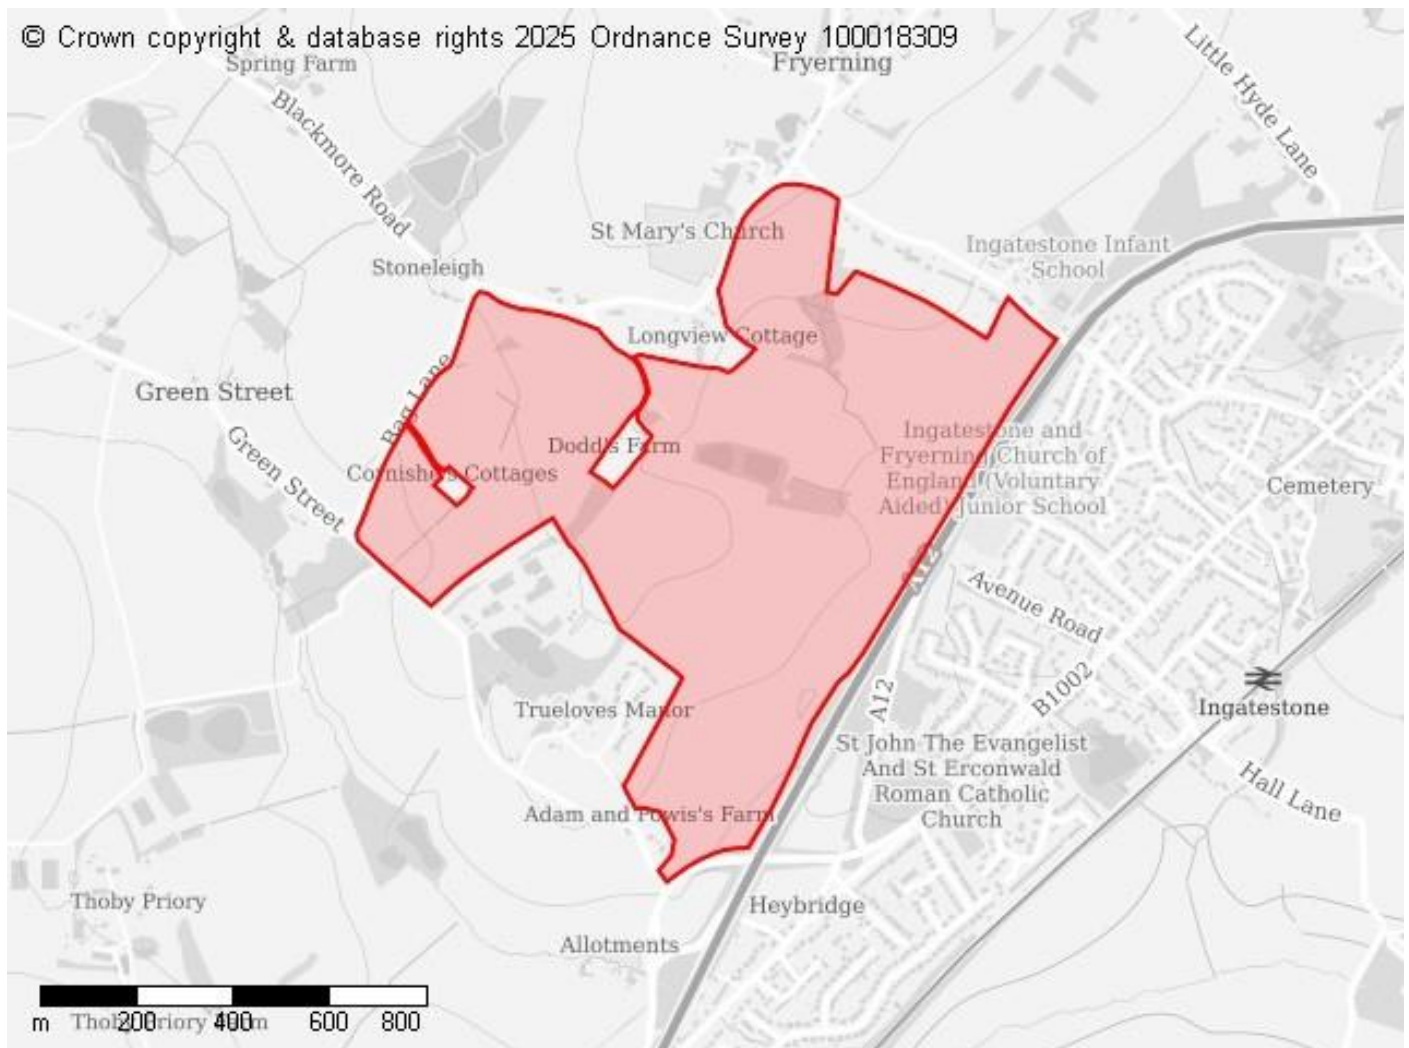 © Crown copyright & database rights 2025 Ordnance Survey 100018309
Spring Farm
Fryerning
Little Hyde Lane
Blackmore Road
St Mary's Church
Ingatestone Infant
School
Stoneleigh
Longview Cottage
Green Street
Bag Lane
Green Street
Dodd's Farm
Cornish's Cottages
Ingatestone and
Fryerning Church of
England (Voluntary
Aided) Junior School
Cemetery
A12
Avenue Road
B1002
A12
Ingatestone
Trueloves Manor
St John The Evangelist
And St Erconwald
Roman Catholic
Church
Hall Lane
Adam and Powis's Farm
Thoby Priory
Heybridge
Allotments
m 200 400 600 800
Thoby Priory Farm